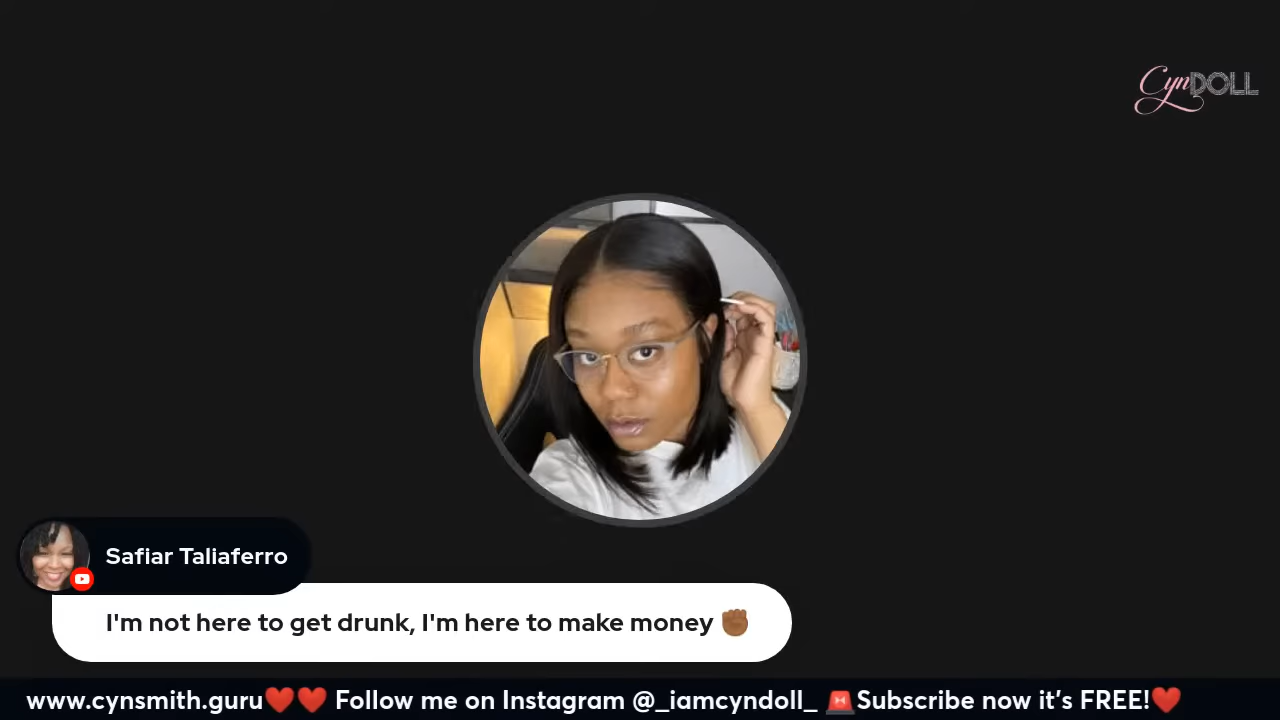 CynDOLL
Safiar Taliaferro
I'm not here to get drunk, I'm here to make money ✊🏾
www.cynsmith.guru❤️❤️ Follow me on Instagram @_iamcyndoll_ 🚨Subscribe now it's FREE!❤️